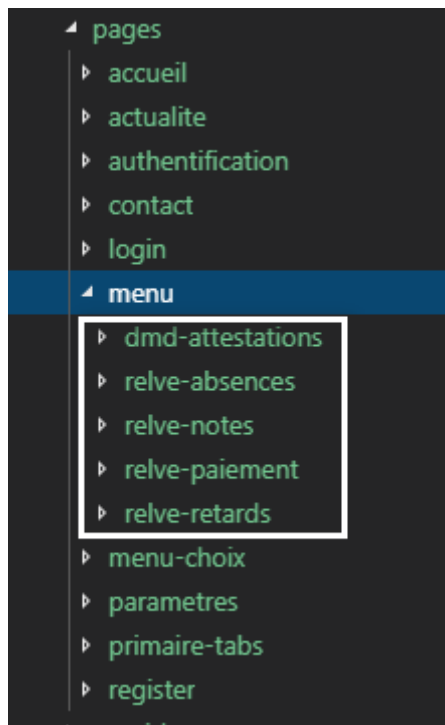 pages
accueil
actualite
authentification
contact
login
menu
dmd-attestations
relve-absences
relve-notes
relve-paiement
relve-retards
menu-choix
parametres
primaire-tabs
register